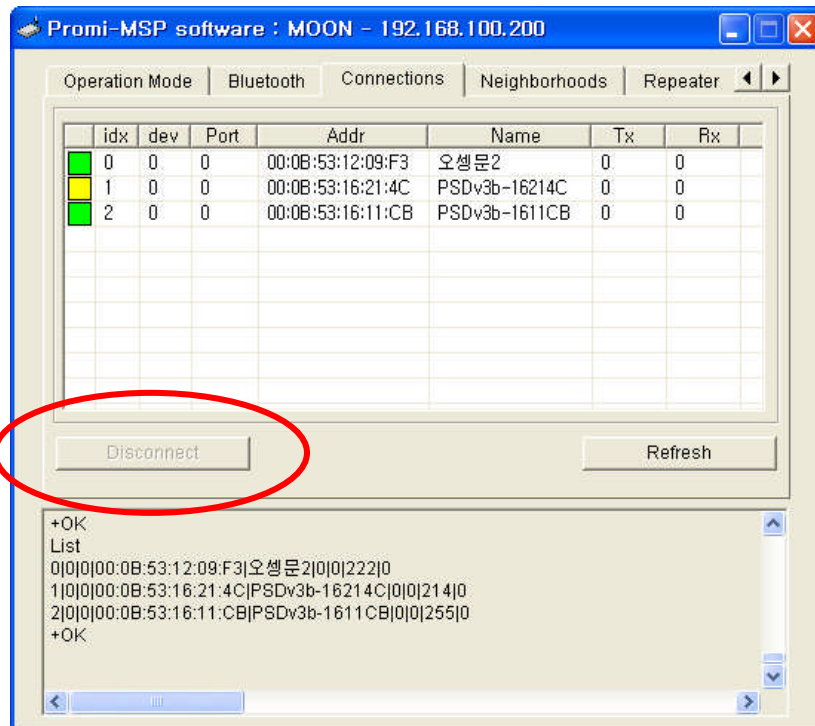 Promi-MSP software : MOON - 192.168.100.200
Operation Mode Bluetooth Connections Neighborhoods Repeater
idx dev Port Addr Name Tx Rx
0 0 0 00:0B:53:12:09:F3 오셍문2 0 0
1 0 0 00:0B:53:16:21:4C PSDv3b-16214C 0 0
2 0 0 00:0B:53:16:11:CB PSDv3b-1611CB 0 0
Disconnect Refresh
+OK
List
0|0|0|00:0B:53:12:09:F3|오셍문2|0|0|222|0
1|0|0|00:0B:53:16:21:4C|PSDv3b-16214C|0|0|214|0
2|0|0|00:0B:53:16:11:CB|PSDv3b-1611CB|0|0|255|0
+OK